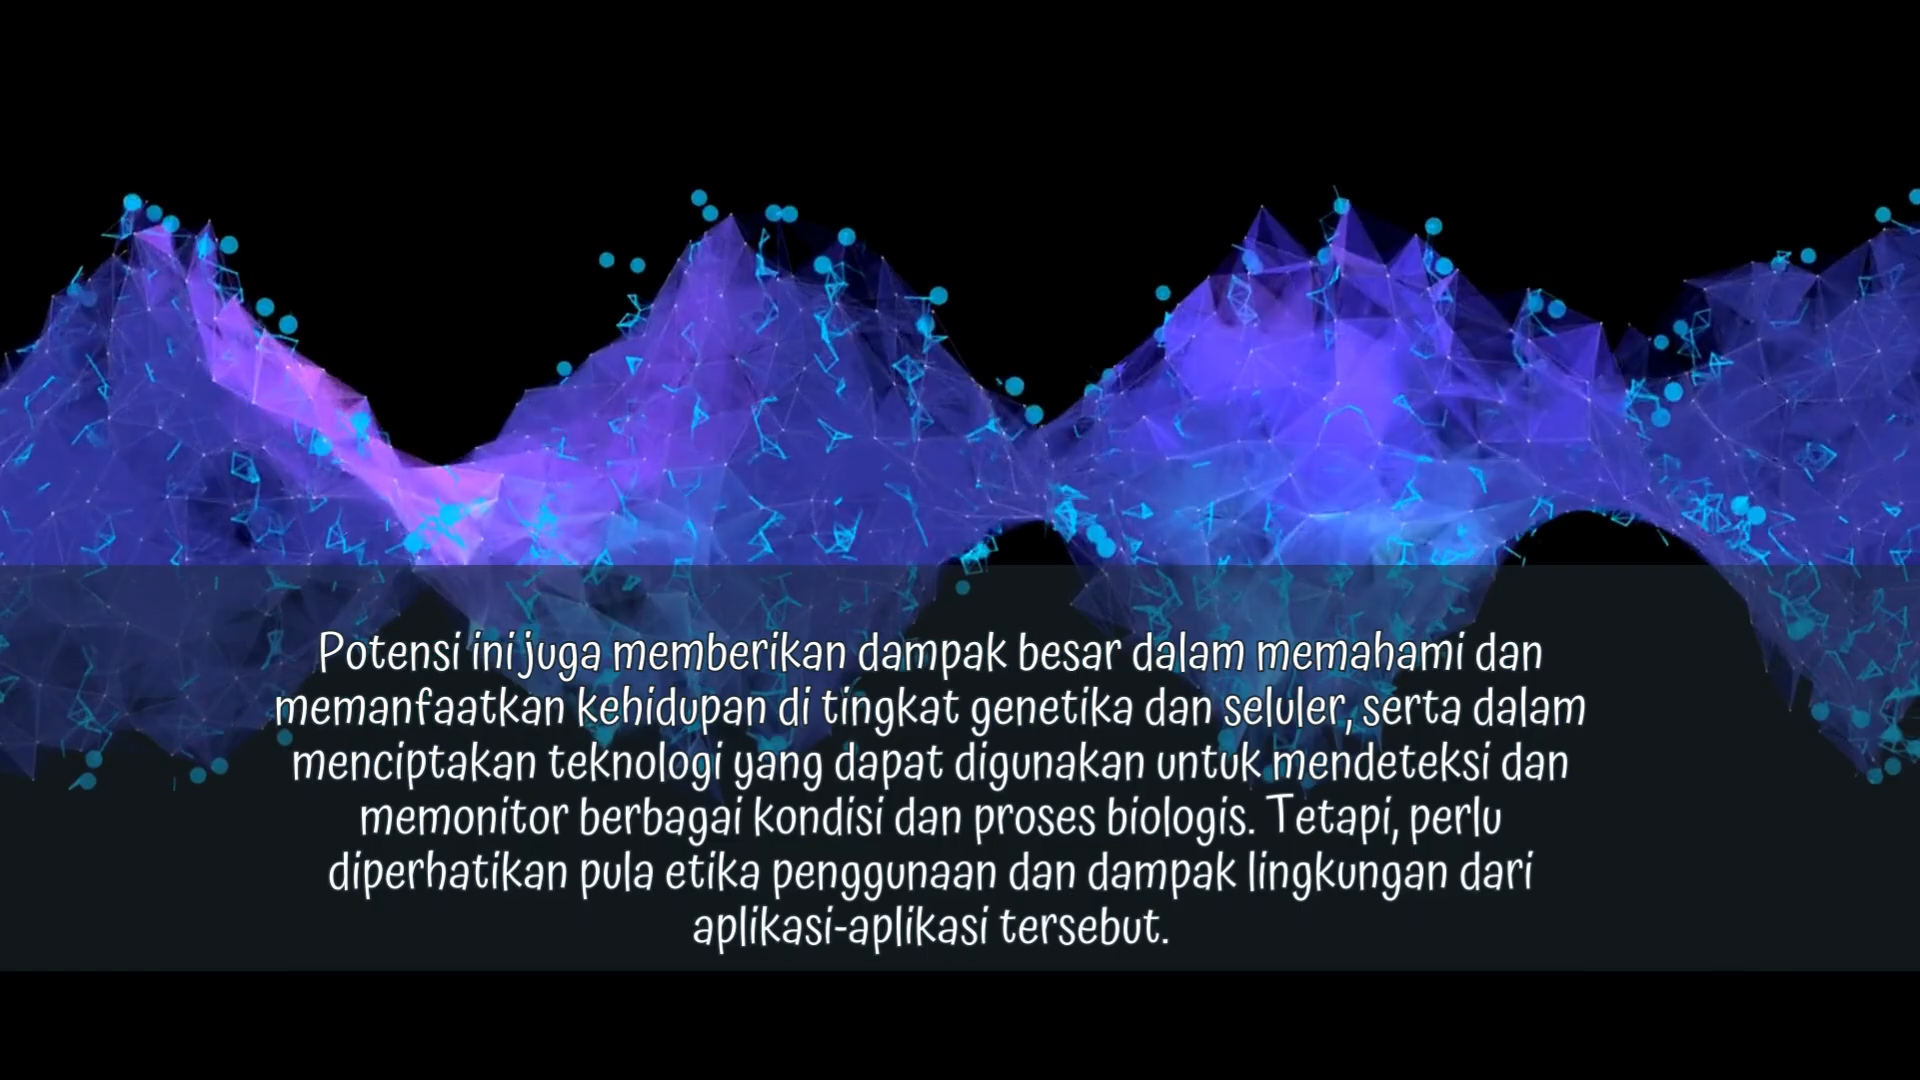 Potensi ini juga memberikan dampak besar dalam memahami dan
memanfaatkan kehidupan di tingkat genetika dan seluler, serta dalam
menciptakan teknologi yang dapat digunakan untuk mendeteksi dan
memonitor berbagai kondisi dan proses biologis. Tetapi, perlu
diperhatikan pula etika penggunaan dan dampak lingkungan dari
aplikasi-aplikasi tersebut.